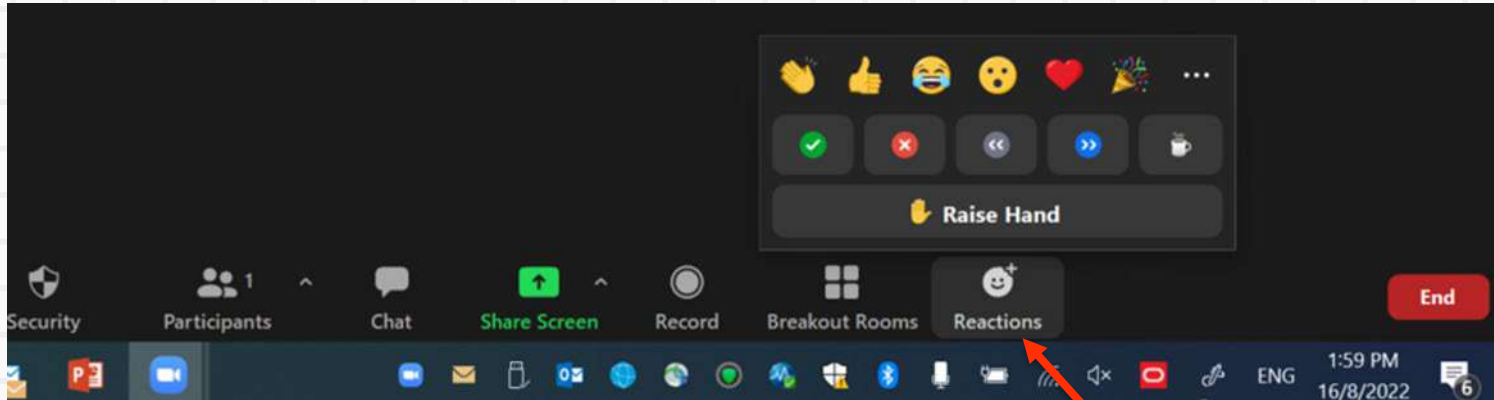 Raise Hand
1
Security
Participants
Chat
Share Screen
Record
Breakout Rooms
Reactions
End
ENG
1:59 PM
16/8/2022
6